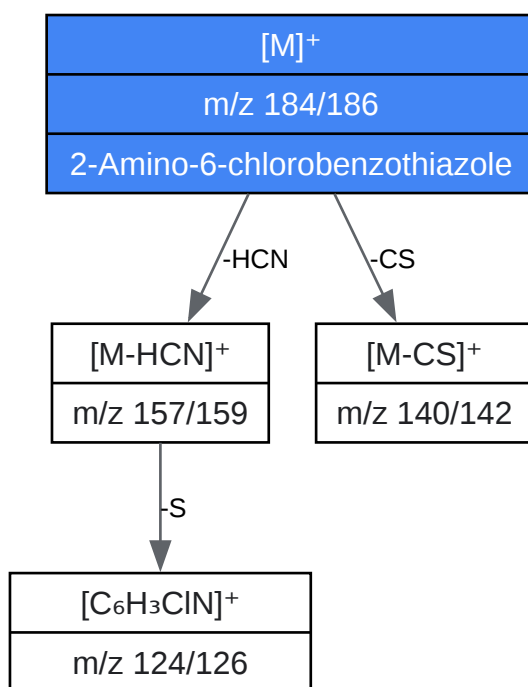 [M]⁺
m/z 184/186
2-Amino-6-chlorobenzothiazole
-HCN
-CS
[M-HCN]⁺
[M-CS]⁺
m/z 157/159
m/z 140/142
-S
[C₆H₃ClN]⁺
m/z 124/126